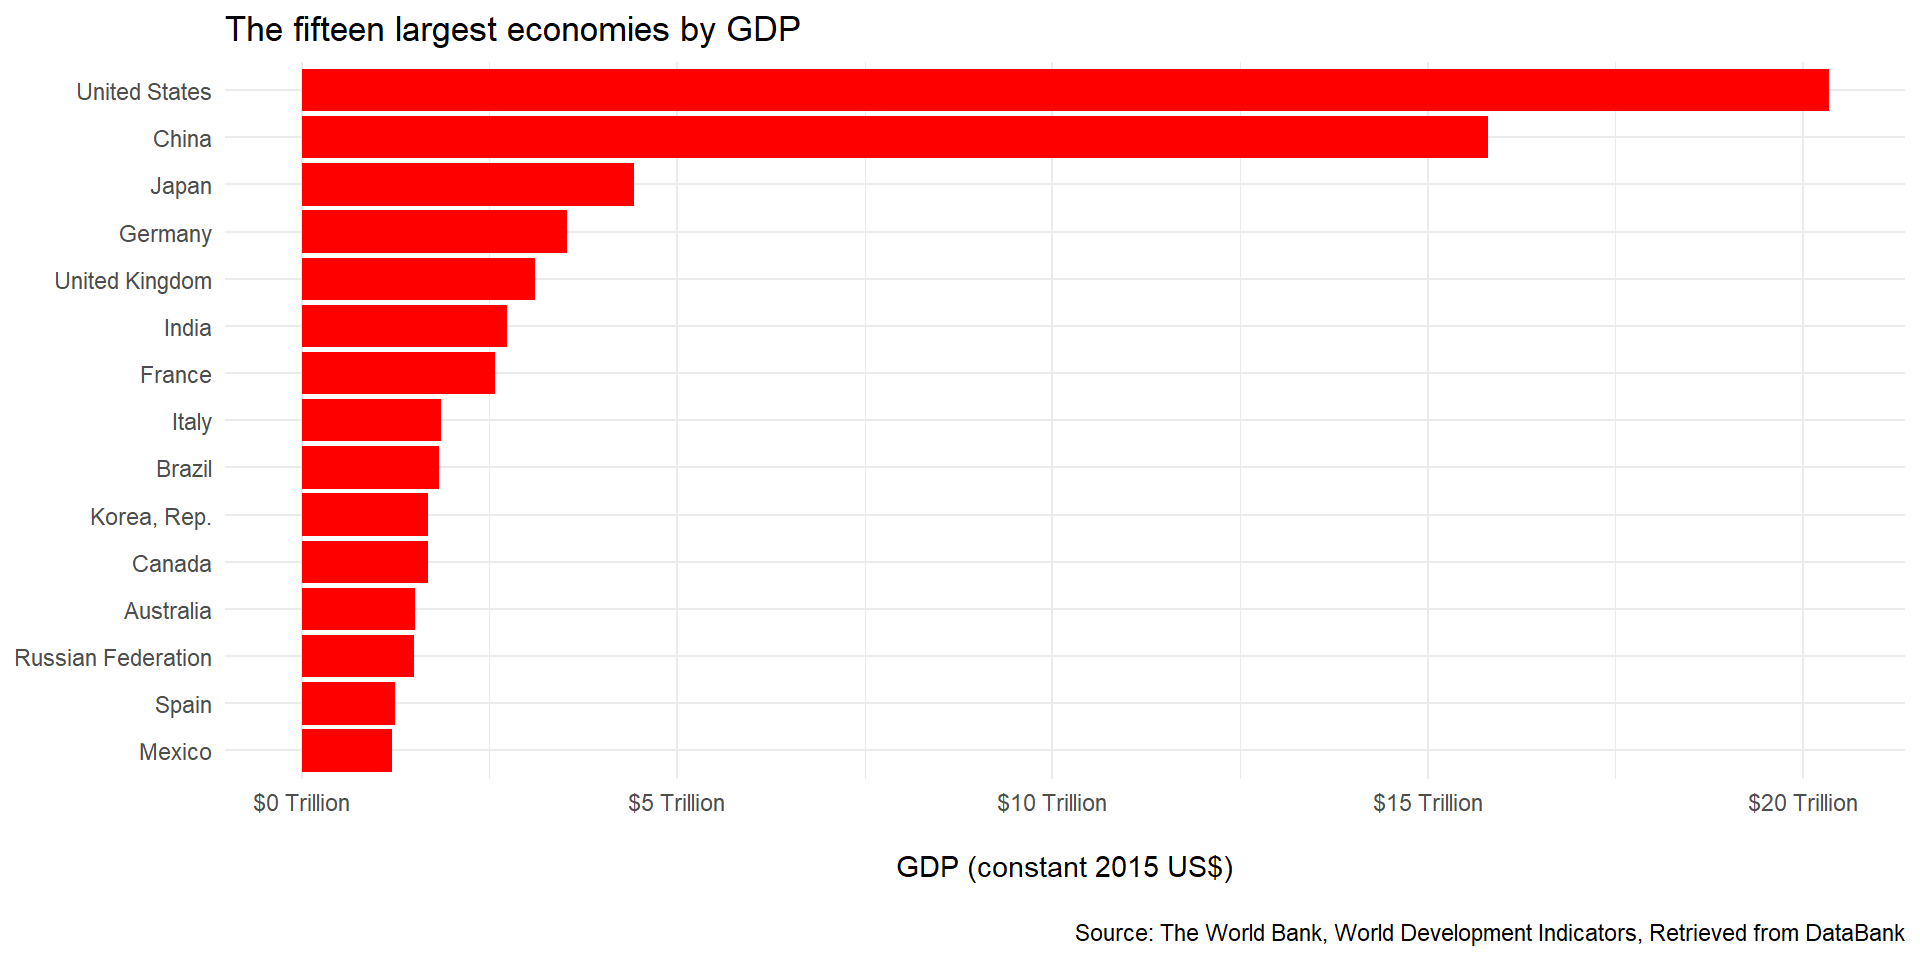 The fifteen largest economies by GDP
United States
China
Japan
Germany
United Kingdom
India
France
Italy
Brazil
Korea, Rep.
Canada
Australia
Russian Federation
Spain
Mexico
$0 Trillion $5 Trillion $10 Trillion $15 Trillion $20 Trillion
GDP (constant 2015 US$)
Source: The World Bank, World Development Indicators, Retrieved from DataBank